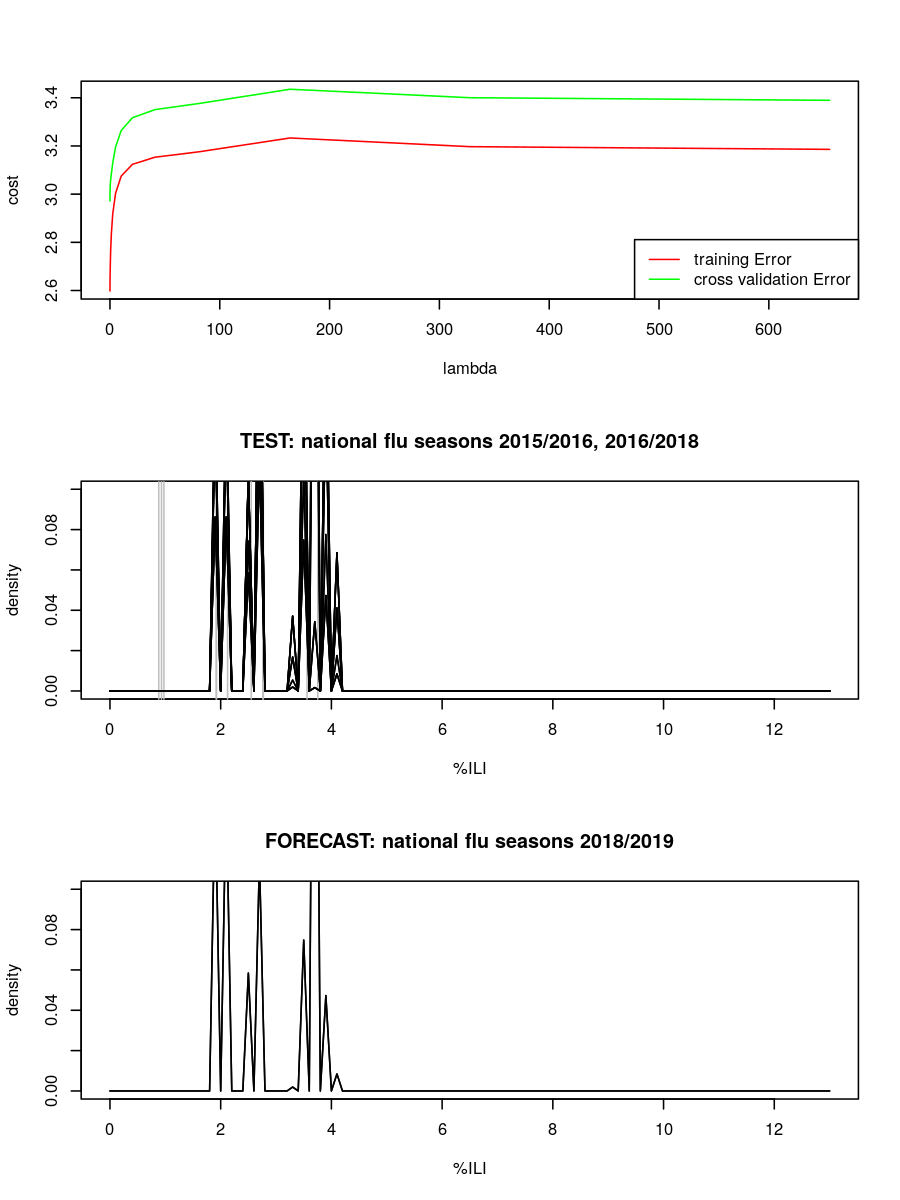 3.4
3.2
3.0
2.8
2.6
cost
training Error
cross validation Error
0 100 200 300 400 500 600
lambda
TEST: national flu seasons 2015/2016, 2016/2018
0.08
0.04
0.00
density
0 2 4 6 8 10 12
%ILI
FORECAST: national flu seasons 2018/2019
0.08
0.04
0.00
density
0 2 4 6 8 10 12
%ILI